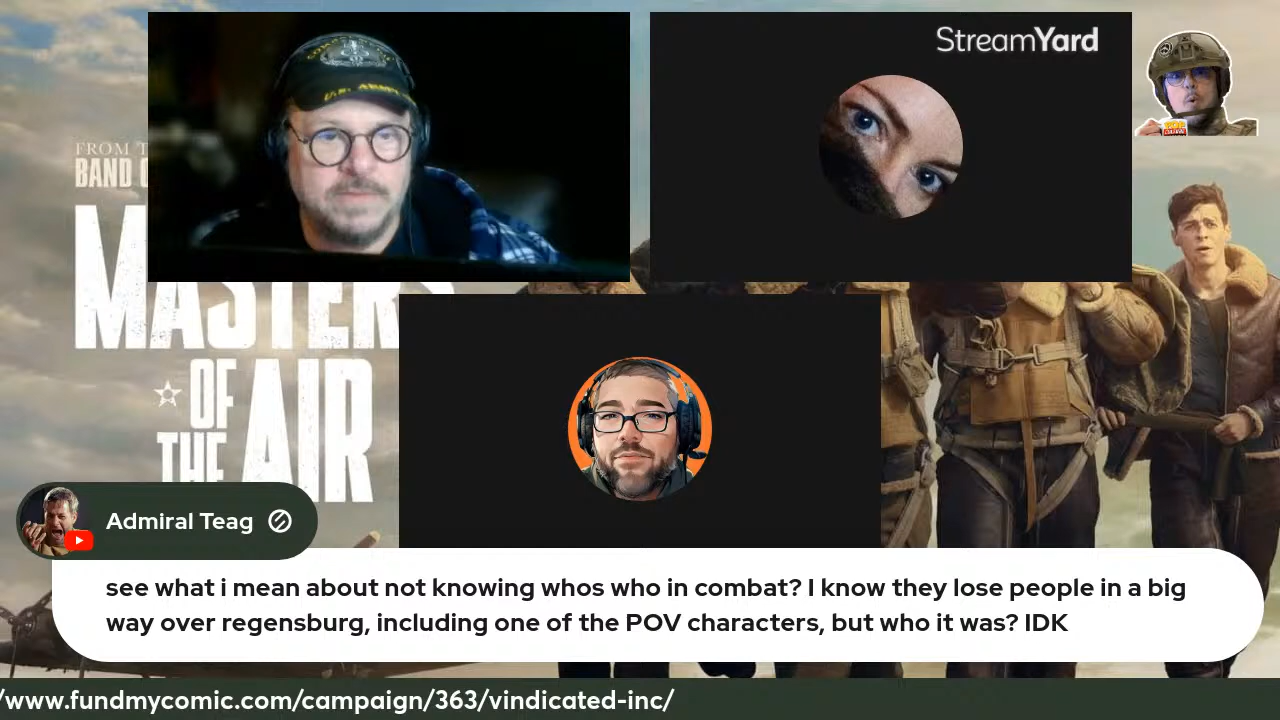 U.S. ARMY
StreamYard
FROM T
BAND
MASTERS
OF
THE AIR
Admiral Teag
see what i mean about not knowing whos who in combat? I know they lose people in a big
way over regensburg, including one of the POV characters, but who it was? IDK
/www.fundmycomic.com/campaign/363/vindicated-inc/